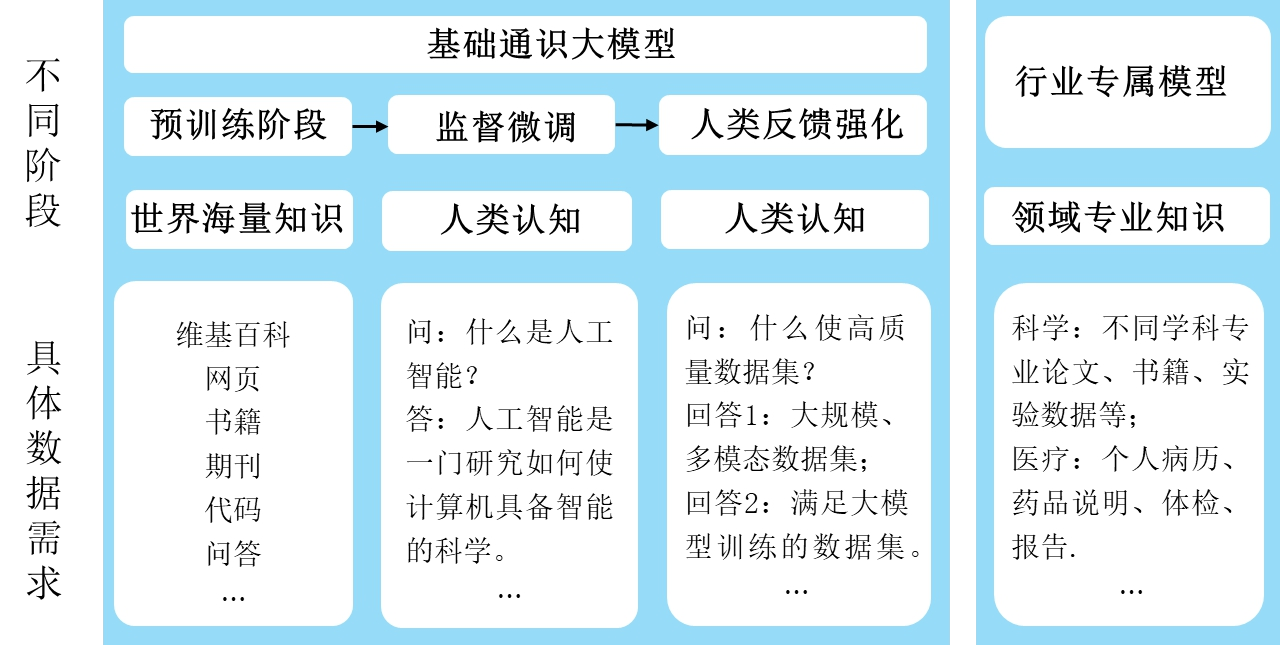 不同阶段
基础通识大模型
预训练阶段
监督微调
人类反馈强化
行业专属模型
世界海量知识
人类认知
人类认知
领域专业知识
具体数据需求
维基百科
网页
书籍
期刊
代码
问答
...
问：什么是人工
智能？
答：人工智能是
一门研究如何使
计算机具备智能
的科学。
...
问：什么使高质
量数据集？
回答1：大规模、
多模态数据集；
回答2：满足大模
型训练的数据集。
...
科学：不同学科专
业论文、书籍、实
验数据等；
医疗：个人病历、
药品说明、体检、
报告.
...